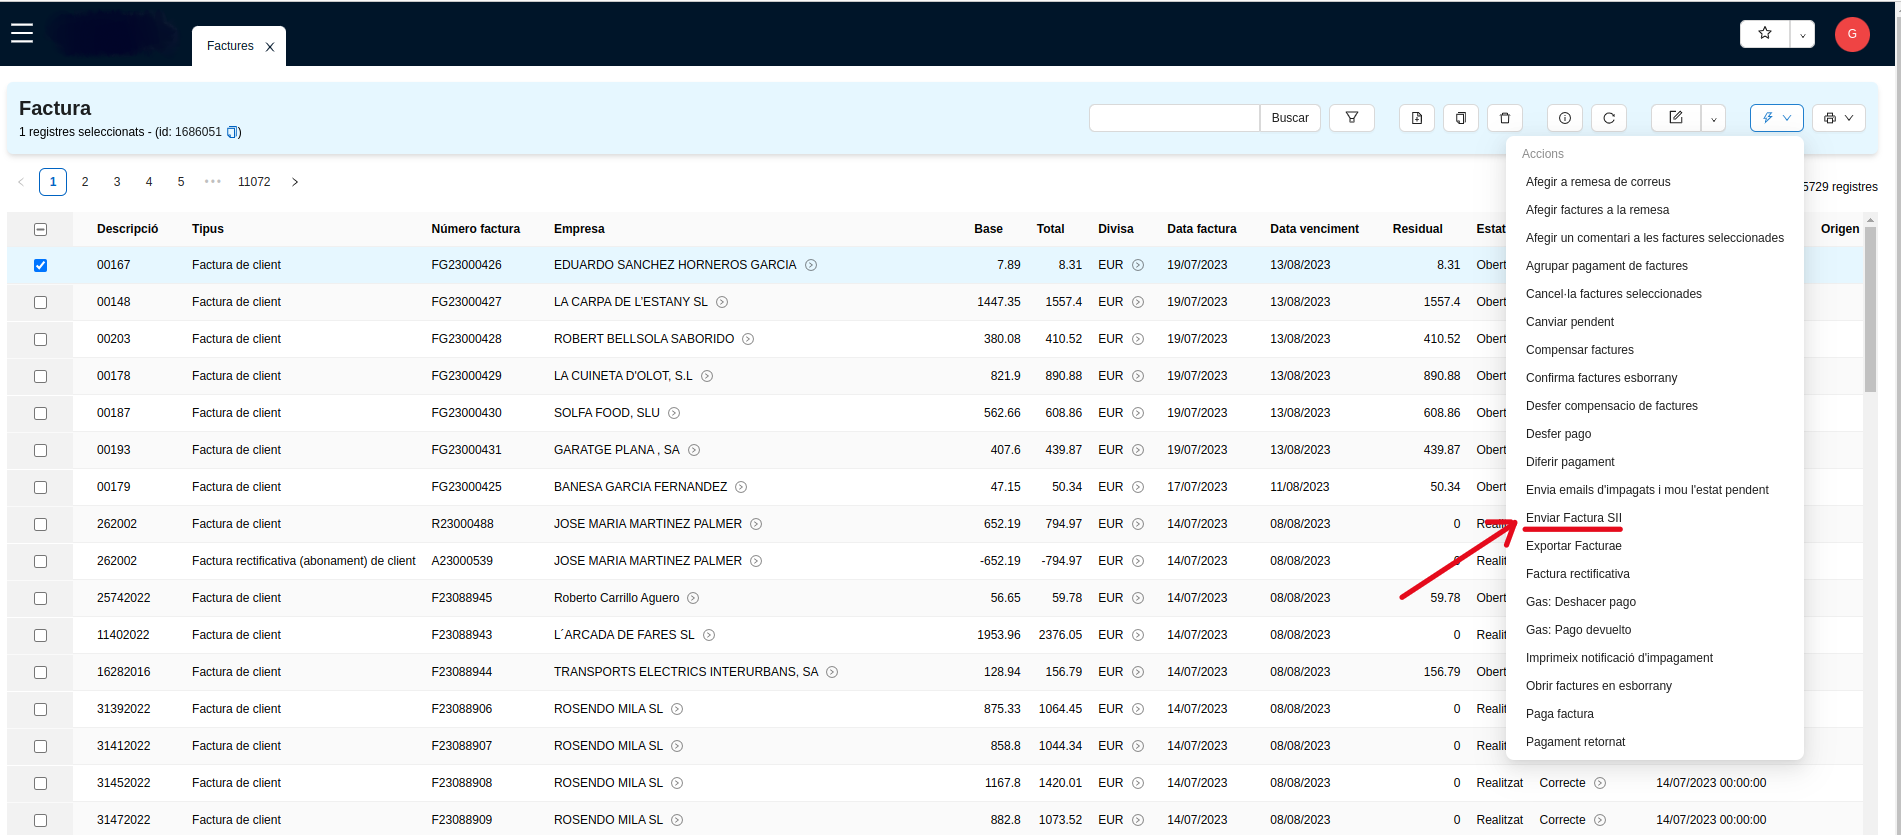 Factures
G
Factura
1 registres seleccionats - (id: 1686051)
Buscar
1 2 3 4 5 ••• 11072
5729 registres
Descripció Tipus Número factura Empresa Base Total Divisa Data factura Data venciment Residual Estat Origen
00167 Factura de client FG23000426 EDUARDO SANCHEZ HORNEROS GARCIA 7.89 8.31 EUR 19/07/2023 13/08/2023 8.31 Obert
00148 Factura de client FG23000427 LA CARPA DE L'ESTANY SL 1447.35 1557.4 EUR 19/07/2023 13/08/2023 1557.4 Obert
00203 Factura de client FG23000428 ROBERT BELLSOLA SABORIDO 380.08 410.52 EUR 19/07/2023 13/08/2023 410.52 Obert
00178 Factura de client FG23000429 LA CUINETA D'OLOT, S.L 821.9 890.88 EUR 19/07/2023 13/08/2023 890.88 Obert
00187 Factura de client FG23000430 SOLFA FOOD, SLU 562.66 608.86 EUR 19/07/2023 13/08/2023 608.86 Obert
00193 Factura de client FG23000431 GARATGE PLANA , SA 407.6 439.87 EUR 19/07/2023 13/08/2023 439.87 Obert
00179 Factura de client FG23000425 BANESA GARCIA FERNANDEZ 47.15 50.34 EUR 17/07/2023 11/08/2023 50.34 Obert
262002 Factura de client R23000488 JOSE MARIA MARTINEZ PALMER 652.19 794.97 EUR 14/07/2023 08/08/2023 0 Realit
262002 Factura rectificativa (abonament) de client A23000539 JOSE MARIA MARTINEZ PALMER -652.19 -794.97 EUR 14/07/2023 08/08/2023 0 Realit
25742022 Factura de client F23088945 Roberto Carrillo Aguero 56.65 59.78 EUR 14/07/2023 08/08/2023 59.78 Obert
11402022 Factura de client F23088943 L´ARCADA DE FARES SL 1953.96 2376.05 EUR 14/07/2023 08/08/2023 0 Realit
16282016 Factura de client F23088944 TRANSPORTS ELECTRICS INTERURBANS, SA 128.94 156.79 EUR 14/07/2023 08/08/2023 156.79 Obert
31392022 Factura de client F23088906 ROSENDO MILA SL 875.33 1064.45 EUR 14/07/2023 08/08/2023 0 Realit
31412022 Factura de client F23088907 ROSENDO MILA SL 858.8 1044.34 EUR 14/07/2023 08/08/2023 0 Realit
31452022 Factura de client F23088908 ROSENDO MILA SL 1167.8 1420.01 EUR 14/07/2023 08/08/2023 0 Realitzat Correcte 14/07/2023 00:00:00
31472022 Factura de client F23088909 ROSENDO MILA SL 882.8 1073.52 EUR 14/07/2023 08/08/2023 0 Realitzat Correcte 14/07/2023 00:00:00
Accions
Afegir a remesa de correus
Afegir factures a la remesa
Afegir un comentari a les factures seleccionades
Agrupar pagament de factures
Cancel·la factures seleccionades
Canviar pendent
Compensar factures
Confirma factures esborrany
Desfer compensacio de factures
Desfer pago
Diferir pagament
Envia emails d'impagats i mou l'estat pendent
Enviar Factura SII
Exportar Facturae
Factura rectificativa
Gas: Deshacer pago
Gas: Pago devuelto
Imprimeix notificació d'impagament
Obrir factures en esborrany
Paga factura
Pagament retornat